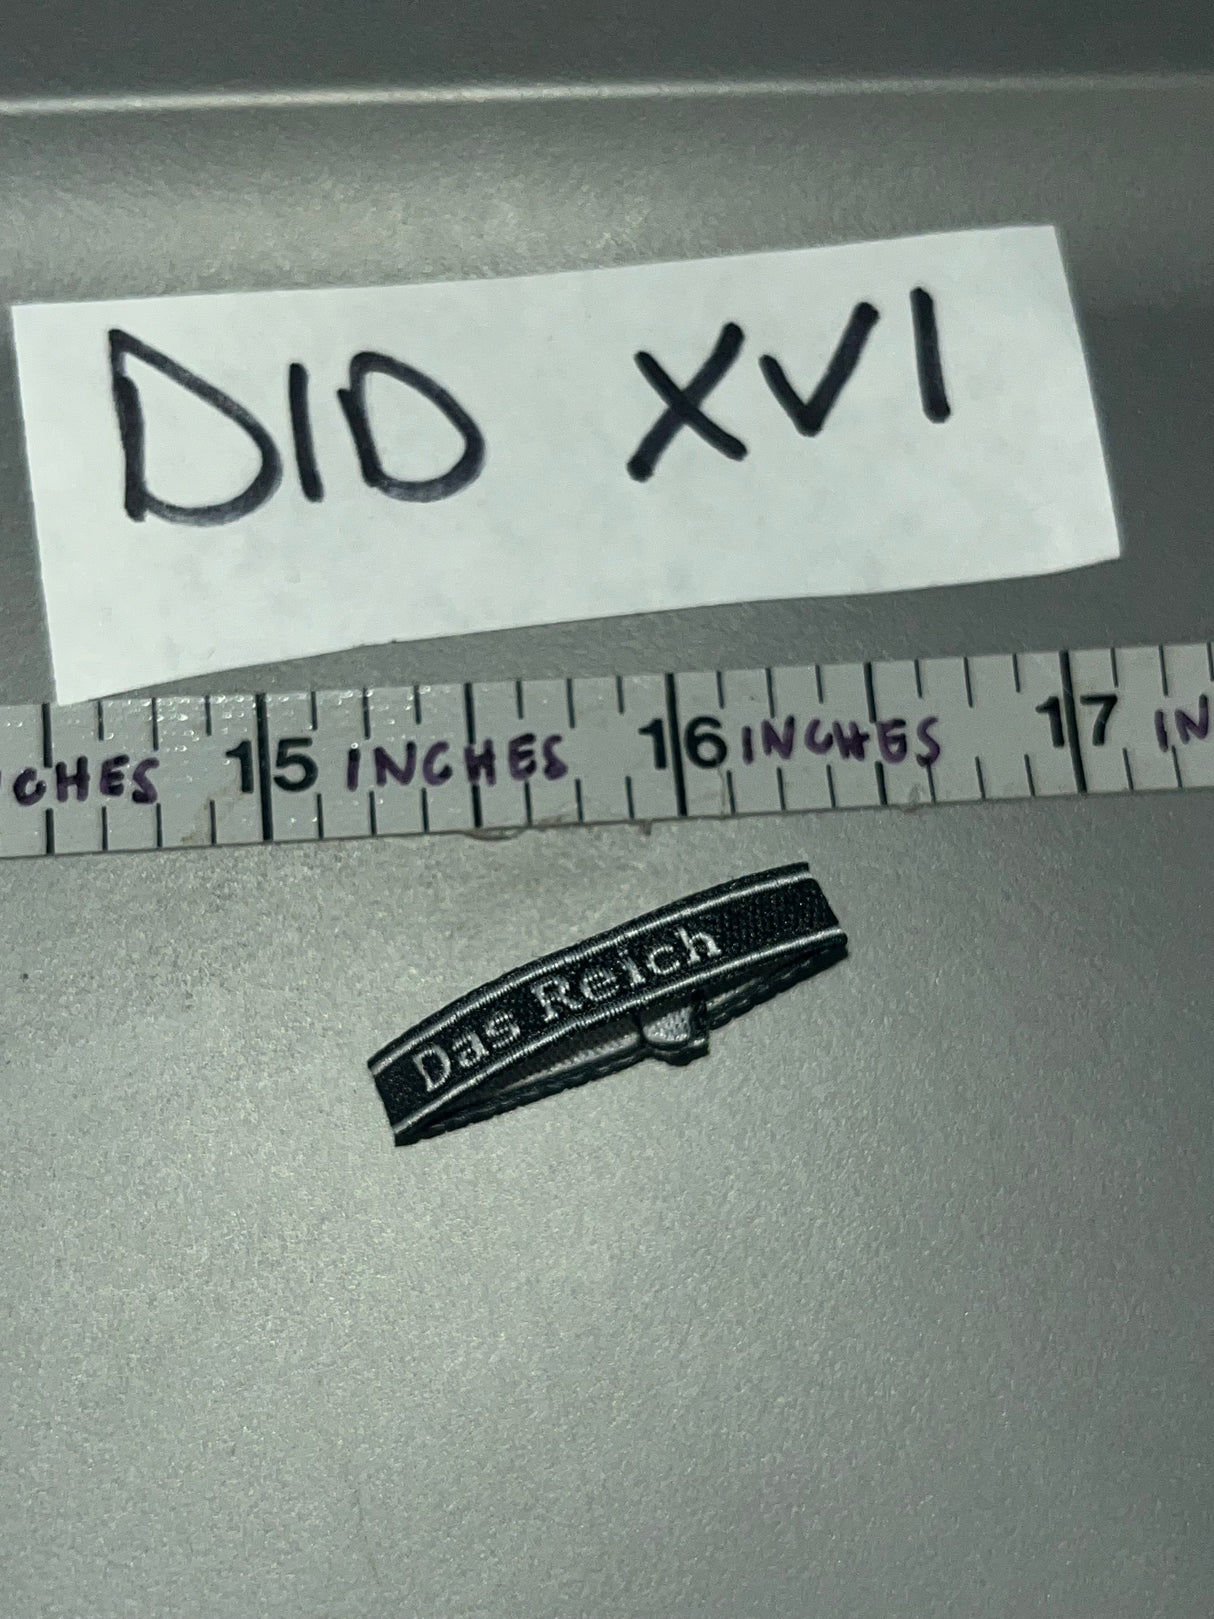 DID XVI
CHES 15 INCHES 16 INCHES 17 IN
Das Reich